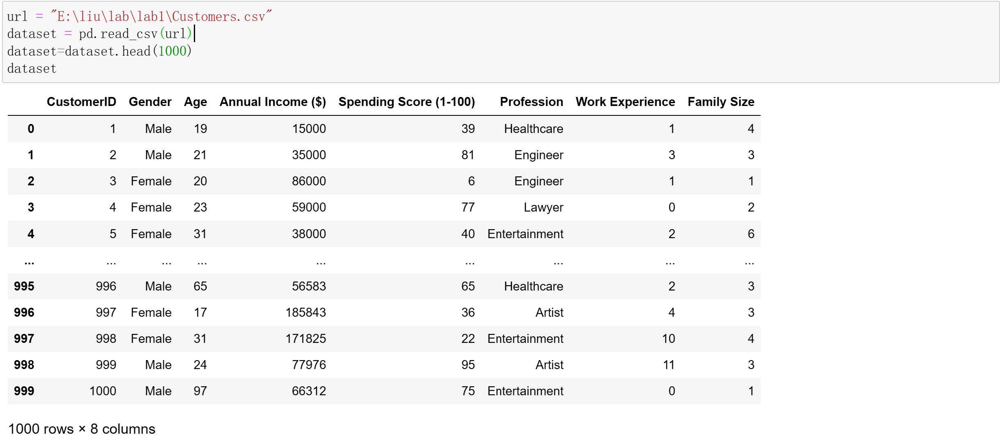 url = "E:\liu\lab\lab1\Customers.csv"
dataset = pd.read_csv(url)
dataset=dataset.head(1000)
dataset
CustomerID Gender Age Annual Income ($) Spending Score (1-100) Profession Work Experience Family Size
0 1 Male 19 15000 39 Healthcare 1 4
1 2 Male 21 35000 81 Engineer 3 3
2 3 Female 20 86000 6 Engineer 1 1
3 4 Female 23 59000 77 Lawyer 0 2
4 5 Female 31 38000 40 Entertainment 2 6
... ... ... ... ... ... ... ... ...
995 996 Male 65 56583 65 Healthcare 2 3
996 997 Female 17 185843 36 Artist 4 3
997 998 Female 31 171825 22 Entertainment 10 4
998 999 Male 24 77976 95 Artist 11 3
999 1000 Male 97 66312 75 Entertainment 0 1
1000 rows × 8 columns